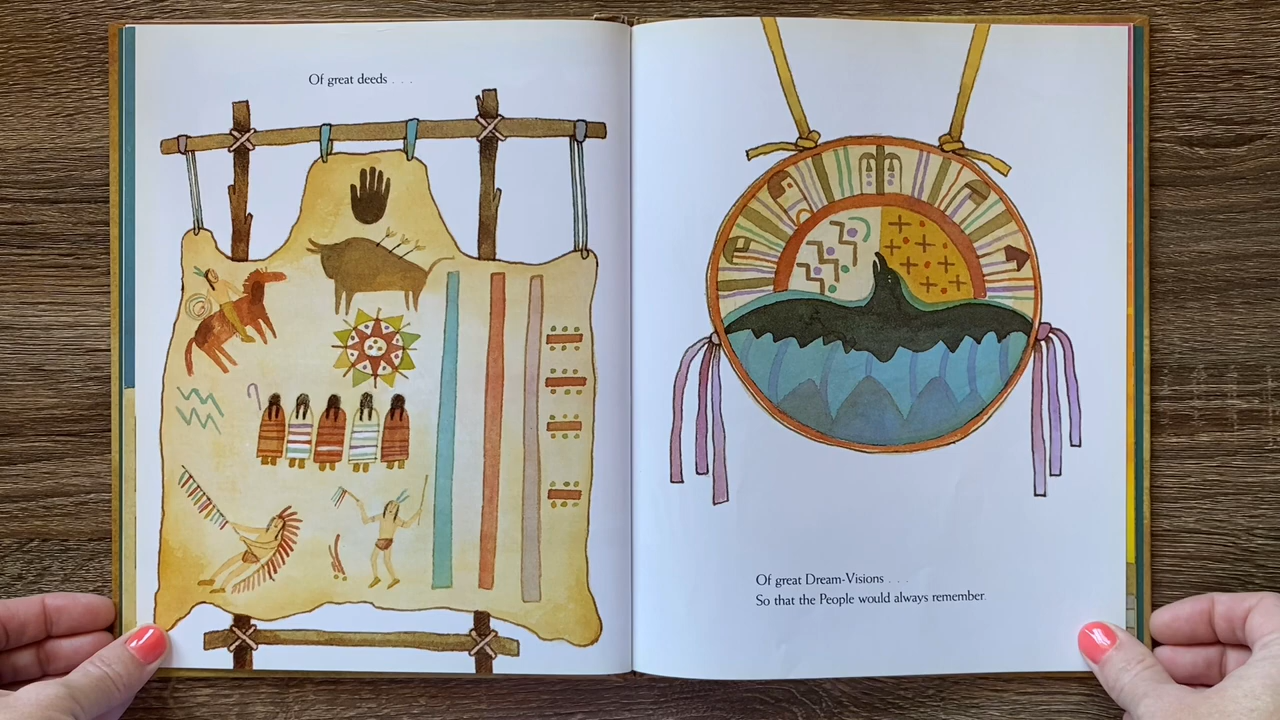 Of great deeds . . .
Of great Dream-Visions . . .
So that the People would always remember.